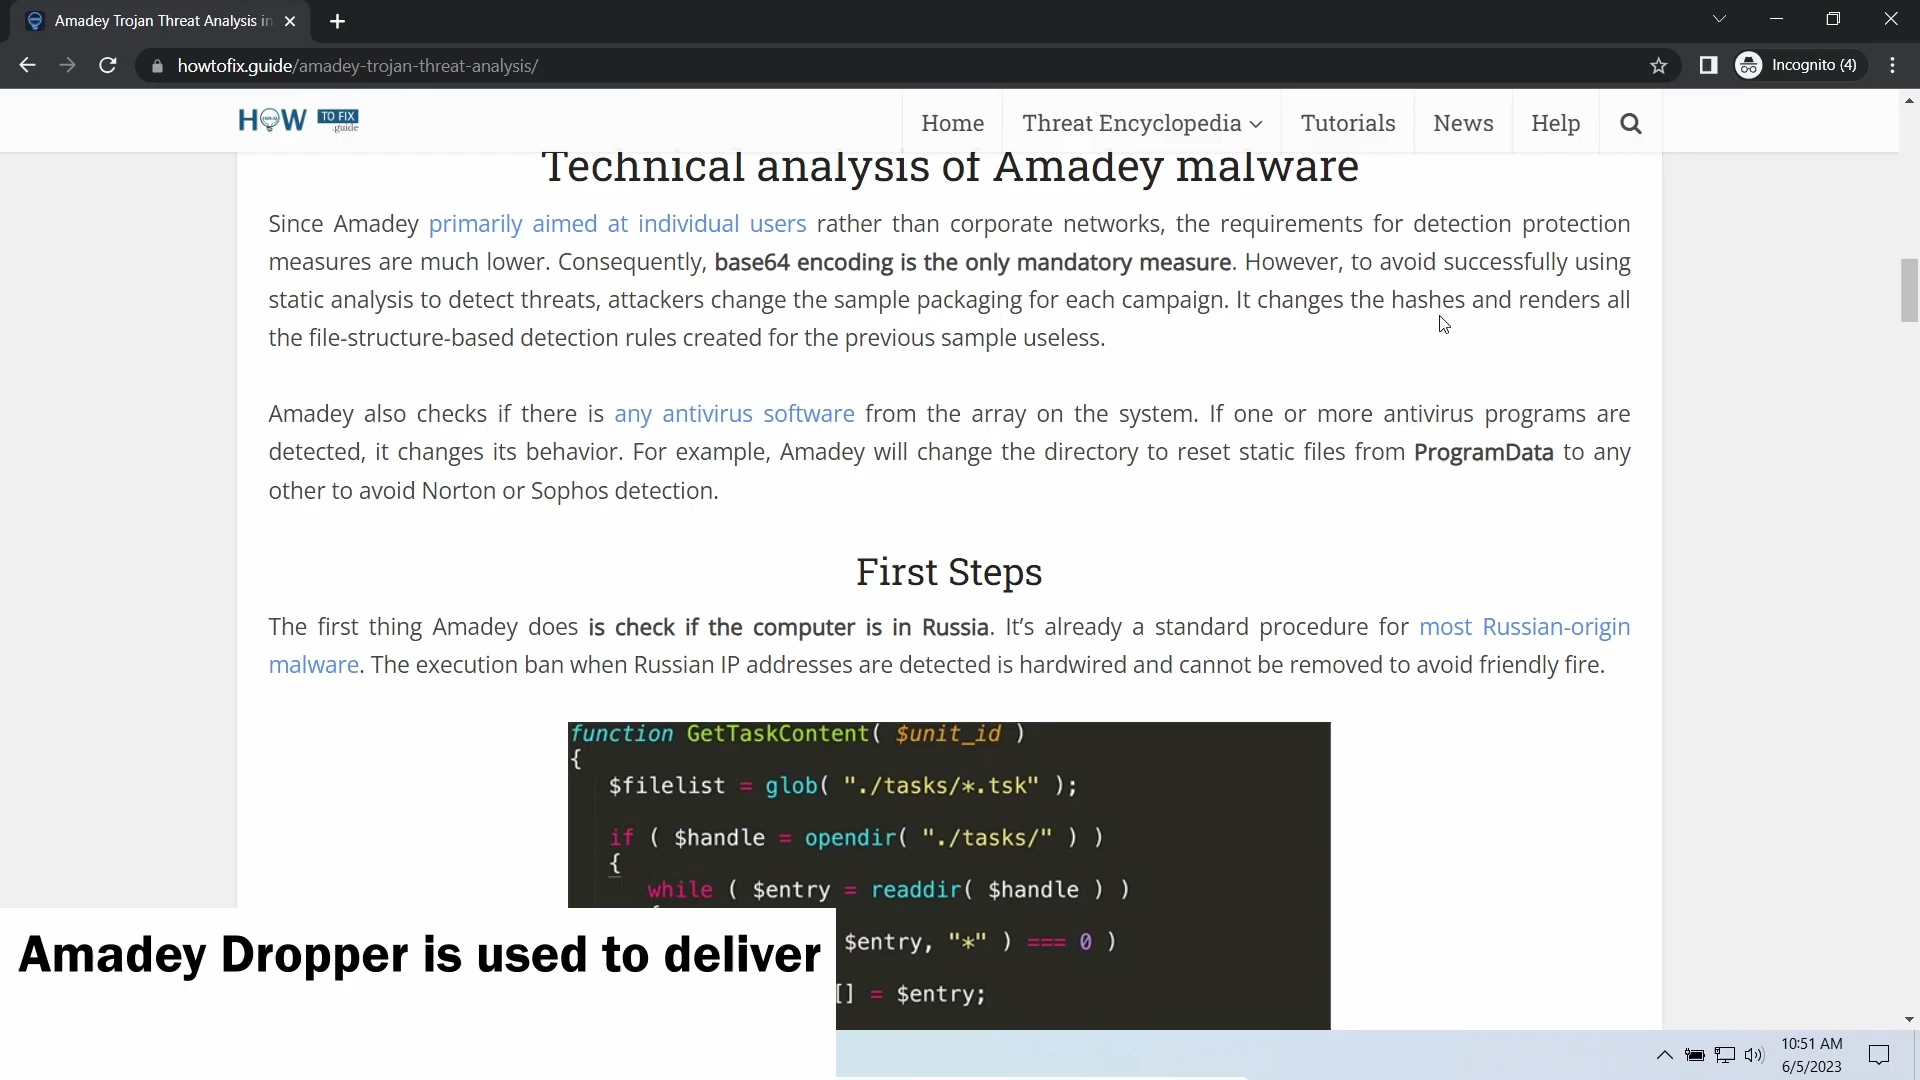 Amadey Trojan Threat Analysis in
howtofix.guide/amadey-trojan-threat-analysis/
Incognito (4)
HOW TO FIX .guide
Home
Threat Encyclopedia
Tutorials
News
Help
Technical analysis of Amadey malware
Since Amadey primarily aimed at individual users rather than corporate networks, the requirements for detection protection
measures are much lower. Consequently, base64 encoding is the only mandatory measure. However, to avoid successfully using
static analysis to detect threats, attackers change the sample packaging for each campaign. It changes the hashes and renders all
the file-structure-based detection rules created for the previous sample useless.
Amadey also checks if there is any antivirus software from the array on the system. If one or more antivirus programs are
detected, it changes its behavior. For example, Amadey will change the directory to reset static files from ProgramData to any
other to avoid Norton or Sophos detection.
First Steps
The first thing Amadey does is check if the computer is in Russia. It’s already a standard procedure for most Russian-origin
malware. The execution ban when Russian IP addresses are detected is hardwired and cannot be removed to avoid friendly fire.
function GetTaskContent( $unit_id )
{
$filelist = glob( "./tasks/*.tsk" );
if ( $handle = opendir( "./tasks/" ) )
{
while ( $entry = readdir( $handle ) )
$entry, "*" ) === 0 )
[] = $entry;
Amadey Dropper is used to deliver
10:51 AM
6/5/2023